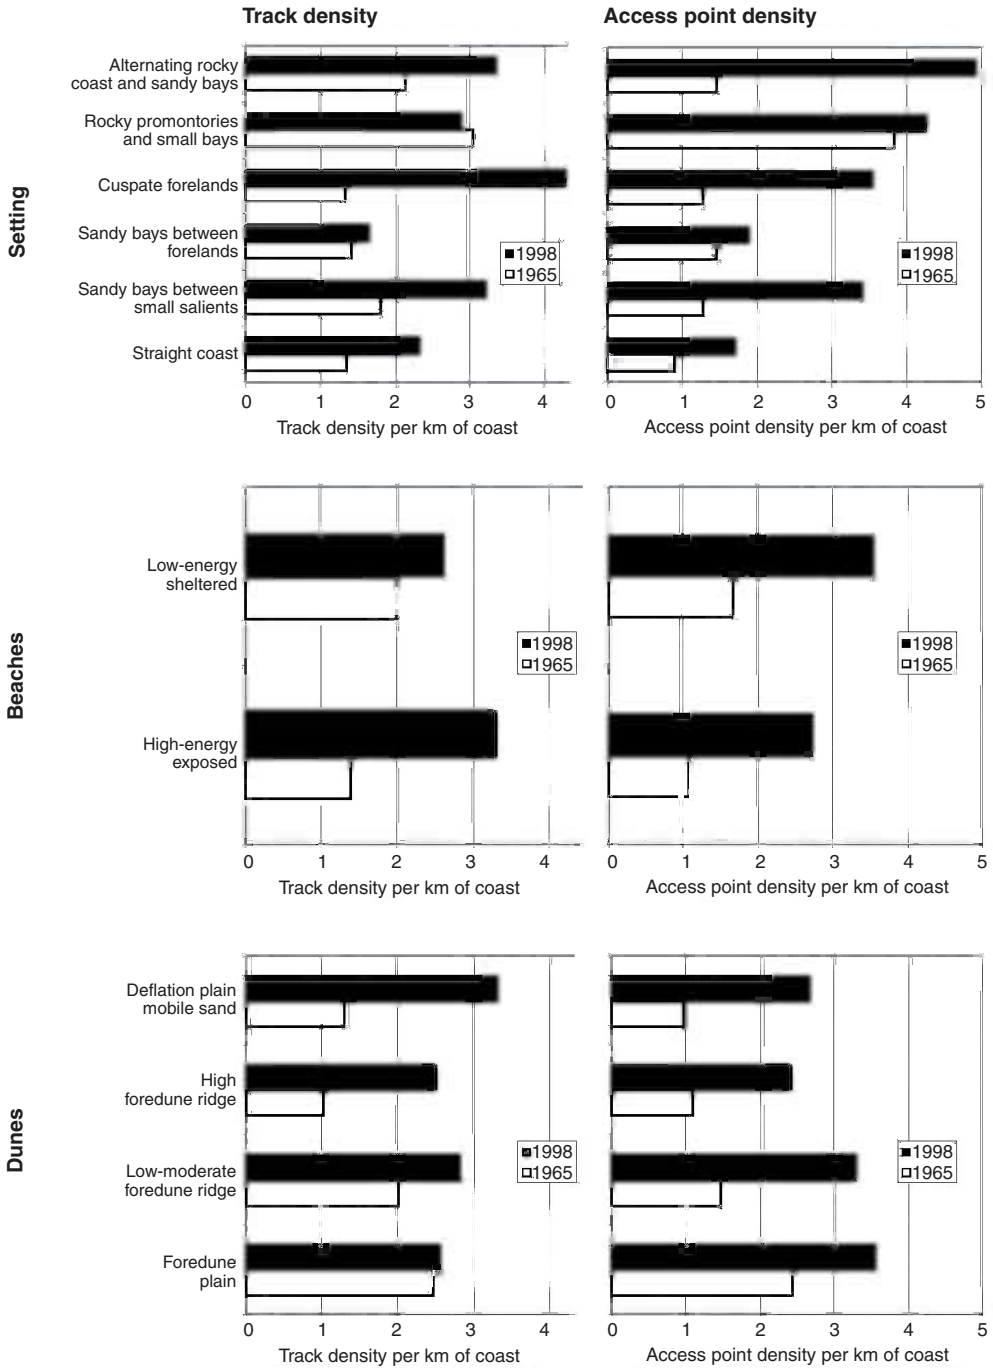 Track density
Access point density
Setting
Alternating rocky
coast and sandy bays
Rocky promontories
and small bays
Cuspate forelands
Sandy bays between
forelands
Sandy bays between
small salients
Straight coast
1998
1965
1998
1965
0 1 2 3 4
0 1 2 3 4 5
Track density per km of coast
Access point density per km of coast
Beaches
Low-energy
sheltered
High-energy
exposed
1998
1965
1998
1965
0 1 2 3 4
0 1 2 3 4 5
Track density per km of coast
Access point density per km of coast
Dunes
Deflation plain
mobile sand
High
foredune ridge
Low-moderate
foredune ridge
Foredune
plain
1998
1965
1998
1965
0 1 2 3 4
0 1 2 3 4 5
Track density per km of coast
Access point density per km of coast